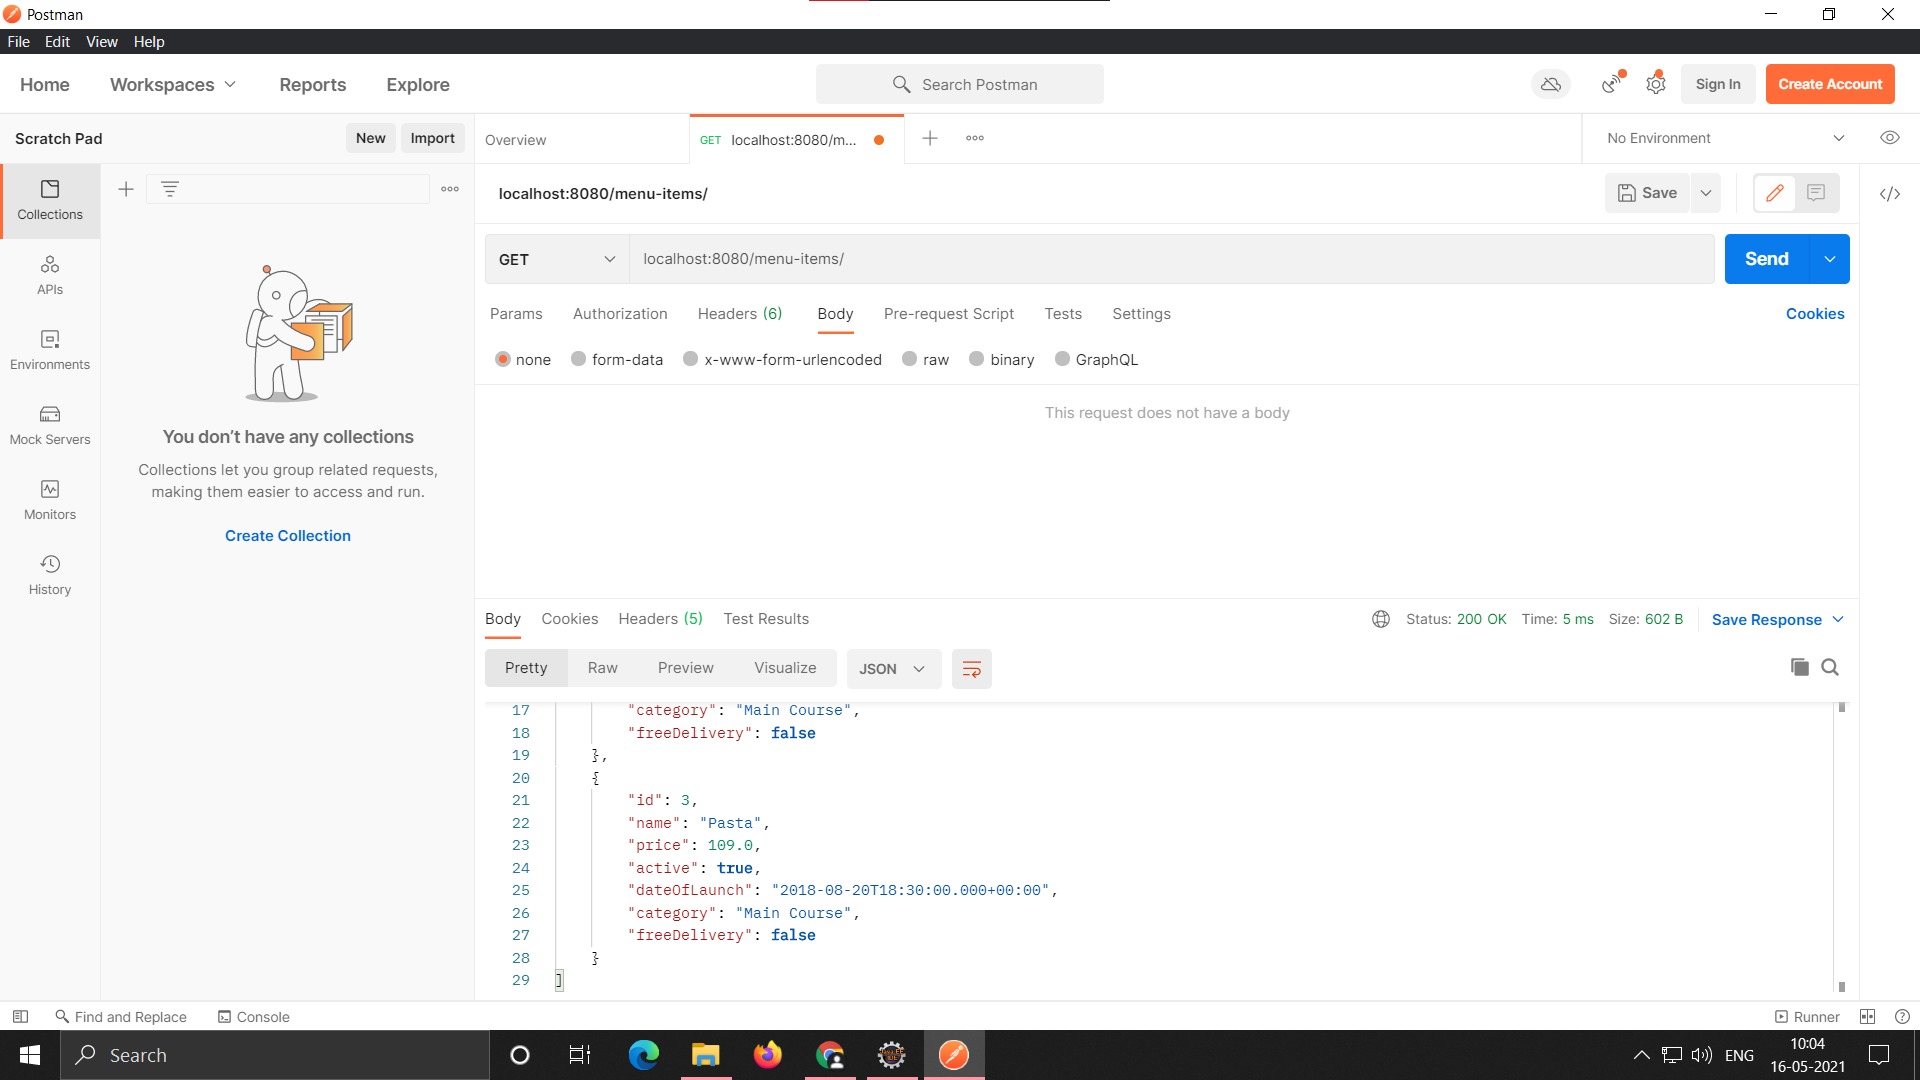 Postman
File Edit View Help
Home Workspaces Reports Explore Search Postman Sign In Create Account
Scratch Pad New Import Overview GET localhost:8080/m... No Environment
localhost:8080/menu-items/ Save
GET localhost:8080/menu-items/ Send
Params Authorization Headers (6) Body Pre-request Script Tests Settings Cookies
none form-data x-www-form-urlencoded raw binary GraphQL
This request does not have a body
Collections
APIs
Environments
Mock Servers
Monitors
History
You don’t have any collections
Collections let you group related requests,
making them easier to access and run.
Create Collection
Body Cookies Headers (5) Test Results Status: 200 OK Time: 5 ms Size: 602 B Save Response
Pretty Raw Preview Visualize JSON
17 "category": "Main Course",
18 "freeDelivery": false
19 },
20 {
21 "id": 3,
22 "name": "Pasta",
23 "price": 109.0,
24 "active": true,
25 "dateOfLaunch": "2018-08-20T18:30:00.000+00:00",
26 "category": "Main Course",
27 "freeDelivery": false
28 }
29 ]
Find and Replace Console Runner
Search ENG 10:04
16-05-2021